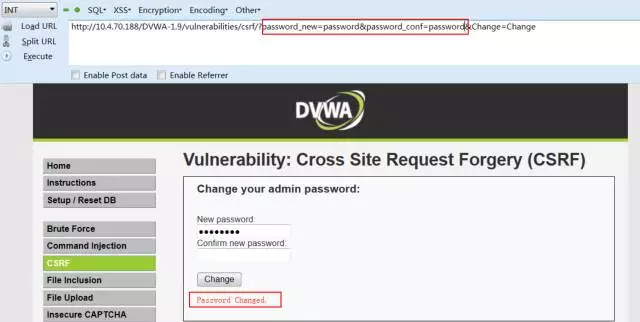 INT SQL▾ XSS▾ Encryption▾ Encoding▾ Other▾
Load URL http://10.4.70.188/DVWA-1.9/vulnerabilities/csrf/?password_new=password&password_conf=password&Change=Change
Split URL
Execute
Enable Post data Enable Referrer
DVWA
Home
Instructions
Setup / Reset DB
Brute Force
Command Injection
CSRF
File Inclusion
File Upload
Insecure CAPTCHA
Vulnerability: Cross Site Request Forgery (CSRF)
Change your admin password:
New password:
••••••••
Confirm new password:
Change
Password Changed.